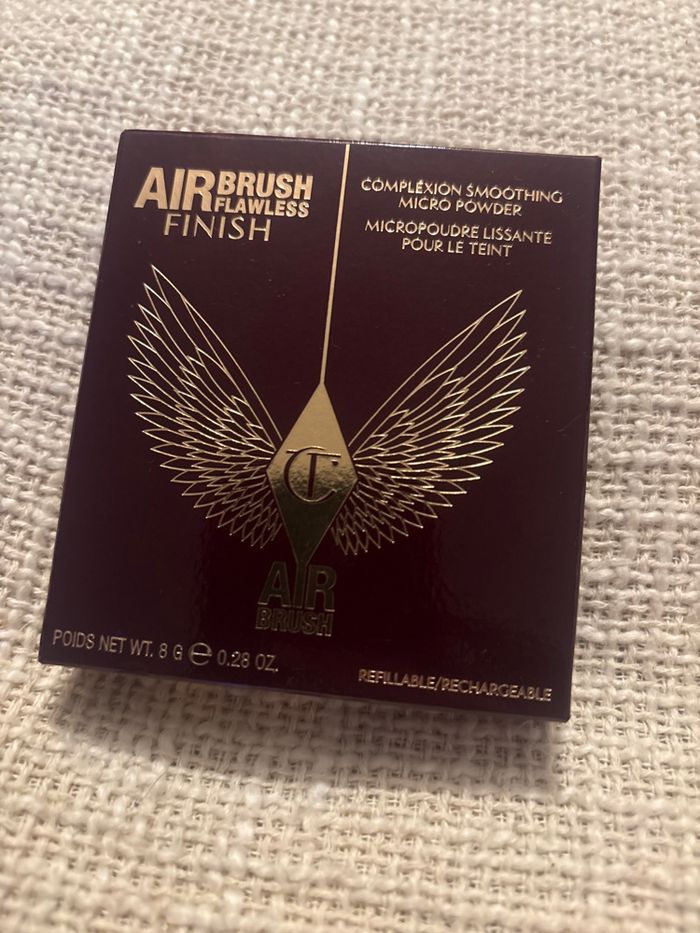 AIRBRUSH
FLAWLESS
FINISH
COMPLEXION SMOOTHING
MICRO POWDER
MICROPOUDRE LISSANTE
POUR LE TEINT
CT
AIR
BRUSH
POIDS NET WT. 8 G ℮ 0.28 OZ.
REFILLABLE/RECHARGEABLE